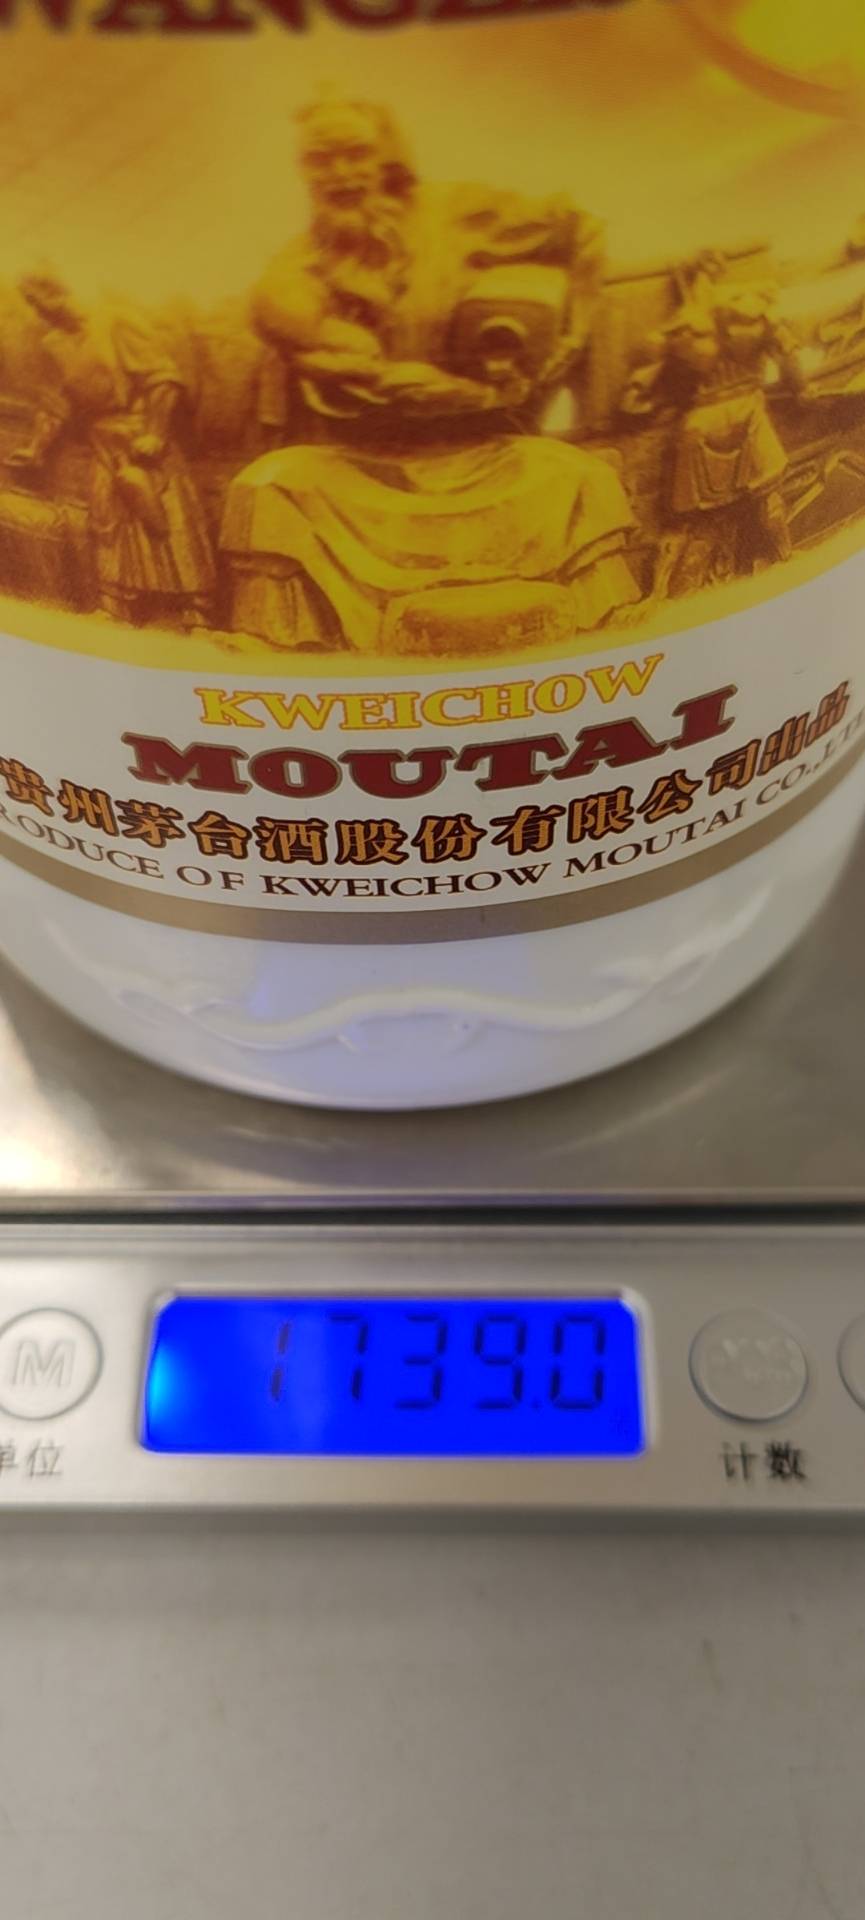 KWEICHOW
MOUTAI
贵州茅台酒股份有限公司出品
PRODUCE OF KWEICHOW MOUTAI CO.,LTD
1739.0
M
单位
计数